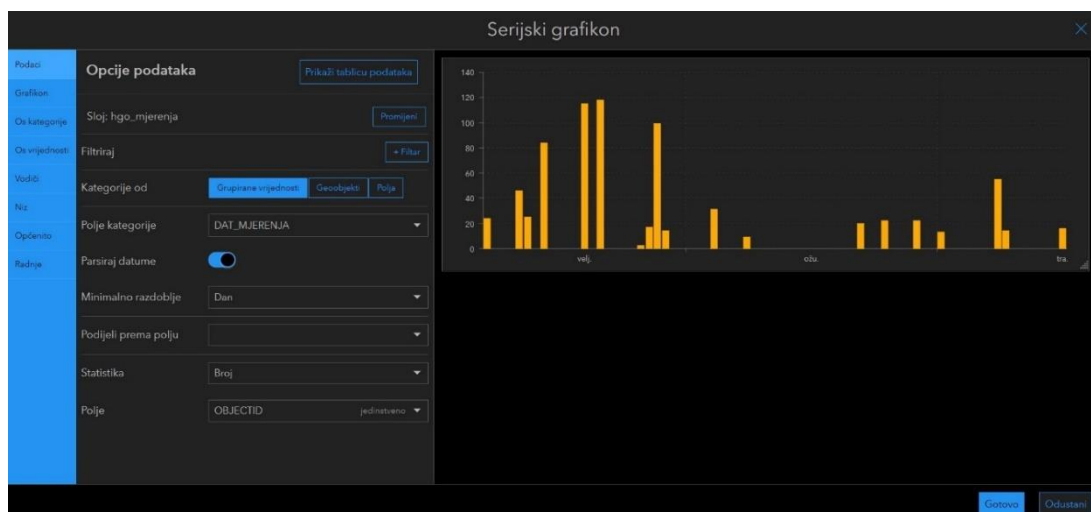 Serijski grafikon
Podaci
Grafikon
Os kategorije
Os vrijednosti
Vodiči
Niz
Općenito
Radnje
Opcije podataka
Prikaži tablicu podataka
Sloj: hgo_mjerenja
Promijeni
Filtriraj
+ Filtar
Kategorije od
Grupirane vrijednosti
Geoobjekti
Polja
Polje kategorije
DAT_MJERENJA
Parsiraj datume
Minimalno razdoblje
Dan
Podijeli prema polju
Statistika
Broj
Polje
OBJECTID
jedinstveno
140
120
100
80
60
40
20
0
velj.
ožu.
tra.
Gotovo
Odustani